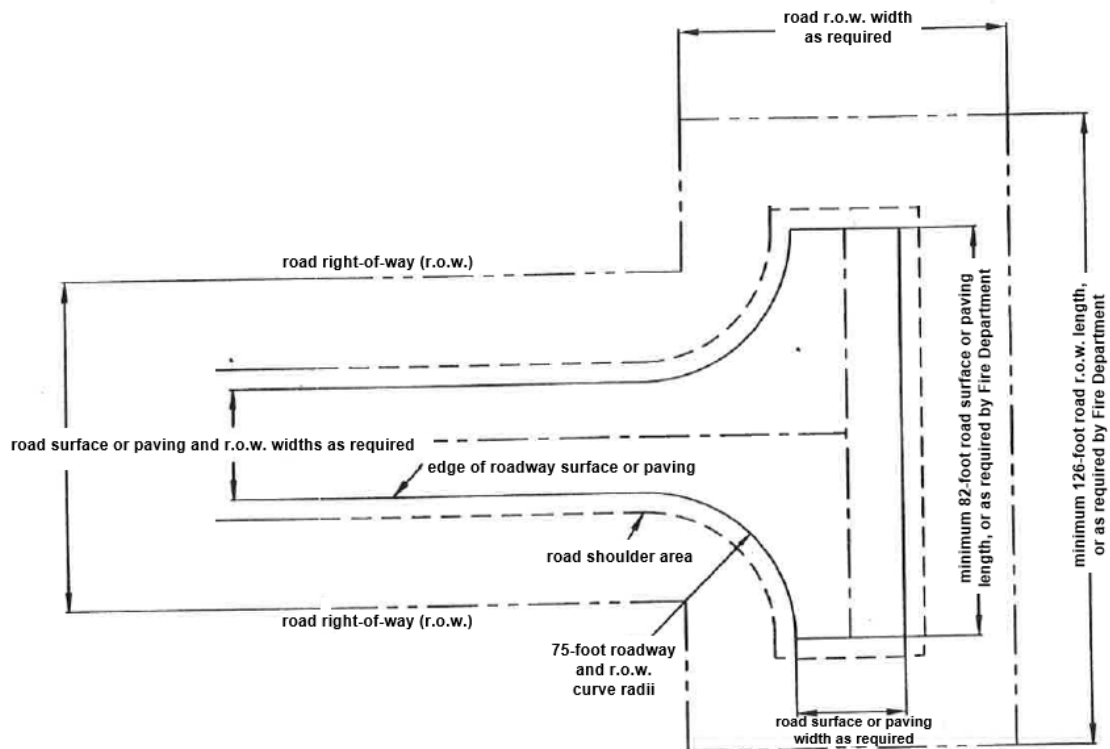 road r.o.w. width
as required
road right-of-way (r.o.w.)
road surface or paving and r.o.w. widths as required
edge of roadway surface or paving
road shoulder area
road right-of-way (r.o.w.)
75-foot roadway
and r.o.w.
curve radii
road surface or paving
width as required
minimum 82-foot road surface or paving
length, or as required by Fire Department
minimum 126-foot road r.o.w. length,
or as required by Fire Department